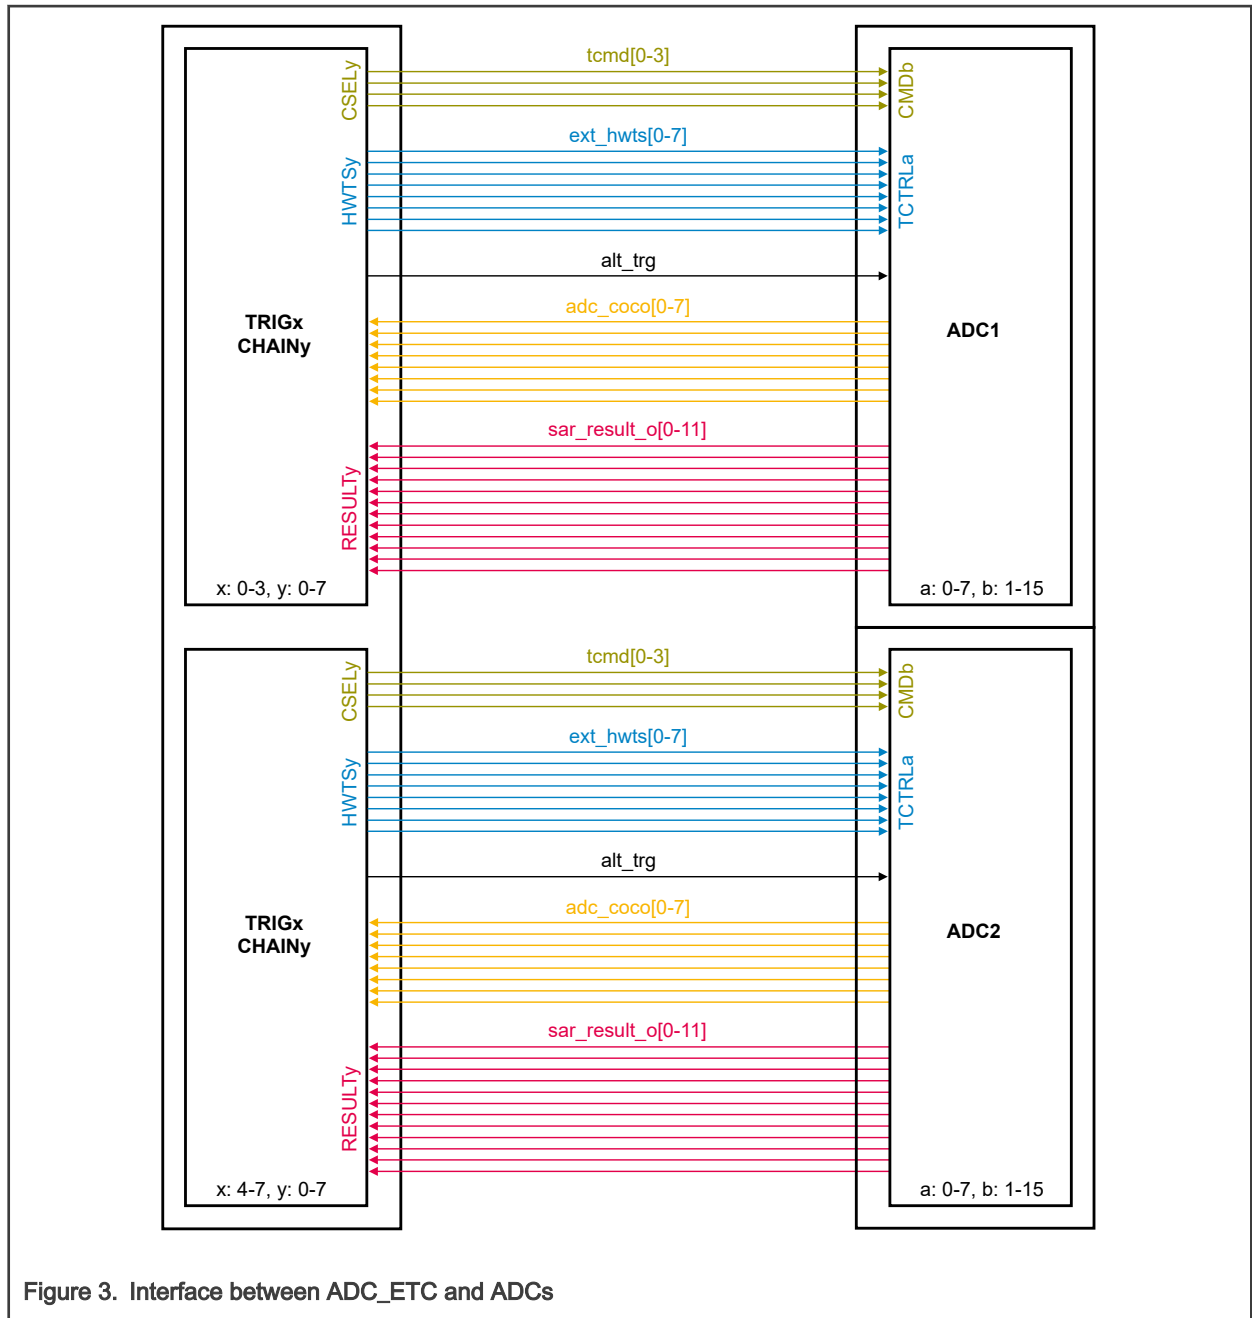 tcmd[0-3]
CSELy
CMDb
ext_hwts[0-7]
HWTSy
TCTRLa
alt_trg
adc_coco[0-7]
TRIGx
CHAINy
ADC1
sar_result_o[0-11]
RESULTy
x: 0-3, y: 0-7
a: 0-7, b: 1-15
tcmd[0-3]
CSELy
CMDb
ext_hwts[0-7]
HWTSy
TCTRLa
alt_trg
adc_coco[0-7]
TRIGx
CHAINy
ADC2
sar_result_o[0-11]
RESULTy
x: 4-7, y: 0-7
a: 0-7, b: 1-15
Figure 3. Interface between ADC_ETC and ADCs